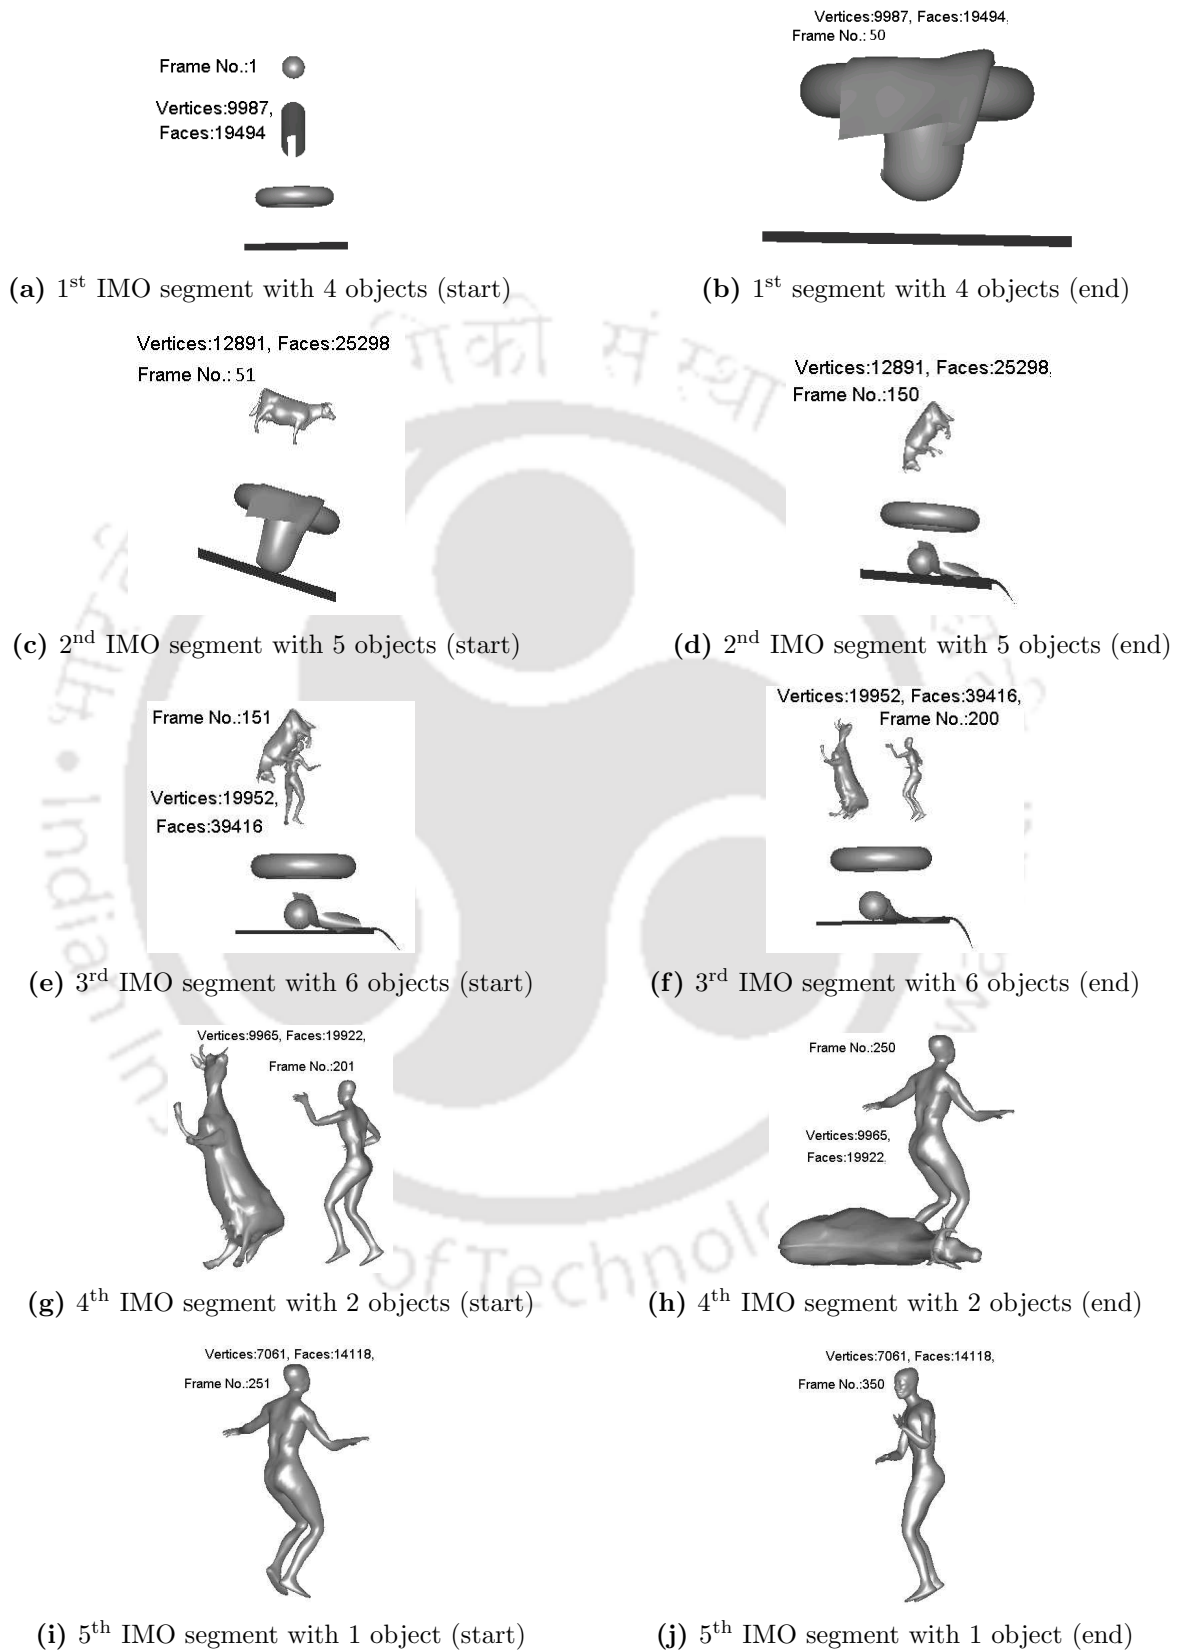 Frame No.:1
Vertices:9987,
Faces:19494
Vertices:9987, Faces:19494,
Frame No.: 50
(a) 1st IMO segment with 4 objects (start)
(b) 1st segment with 4 objects (end)
Vertices:12891, Faces:25298
Frame No.: 51
Vertices:12891, Faces:25298,
Frame No.:150
(c) 2nd IMO segment with 5 objects (start)
(d) 2nd IMO segment with 5 objects (end)
Frame No.:151
Vertices:19952,
Faces:39416
Vertices:19952, Faces:39416,
Frame No.:200
(e) 3rd IMO segment with 6 objects (start)
(f) 3rd IMO segment with 6 objects (end)
Vertices:9965, Faces:19922,
Frame No.:201
Frame No.:250
Vertices:9965,
Faces:19922
(g) 4th IMO segment with 2 objects (start)
(h) 4th IMO segment with 2 objects (end)
Vertices:7061, Faces:14118,
Frame No.:251
Vertices:7061, Faces:14118,
Frame No.:350
(i) 5th IMO segment with 1 object (start)
(j) 5th IMO segment with 1 object (end)
Indian
of Technol